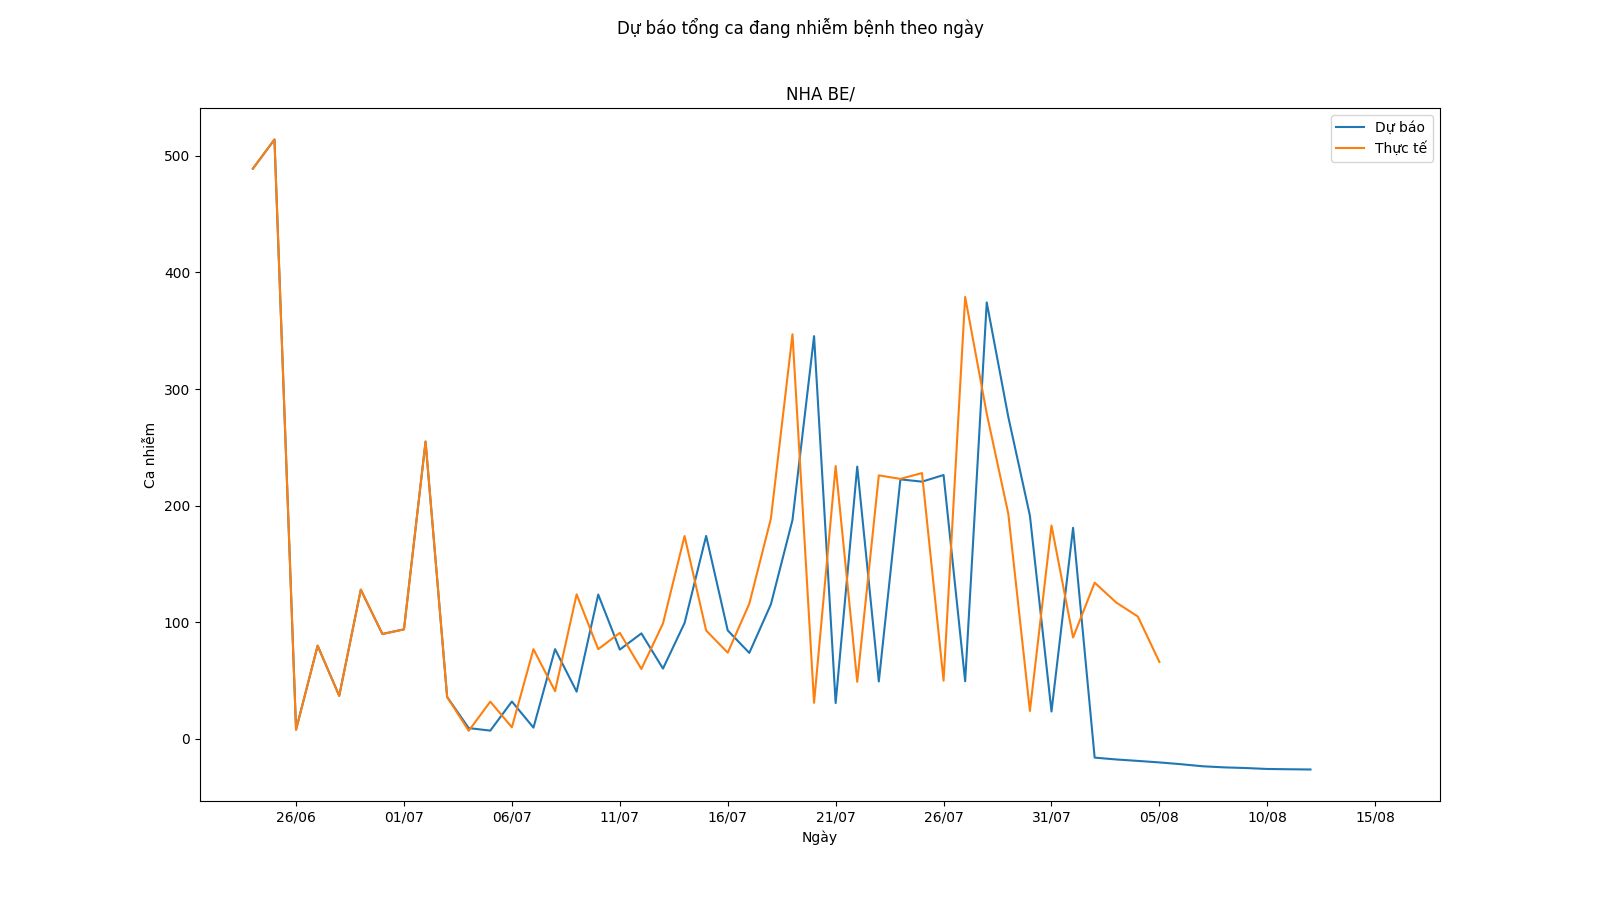 Dự báo tổng ca đang nhiễm bệnh theo ngày
NHA BE/
Dự báo
Thực tế
500
400
300
200
100
0
Ca nhiễm
26/06 01/07 06/07 11/07 16/07 21/07 26/07 31/07 05/08 10/08 15/08
Ngày